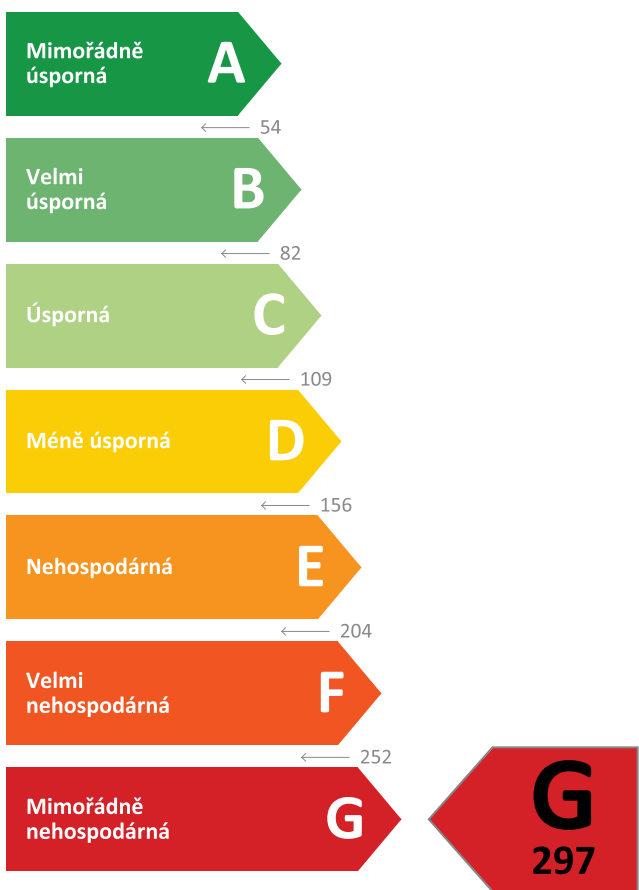 Mimořádně
úsporná
A
54
Velmi
úsporná
B
82
Úsporná
C
109
Méně úsporná
D
156
Nehospodárná
E
204
Velmi
nehospodárná
F
252
Mimořádně
nehospodárná
G
G
297